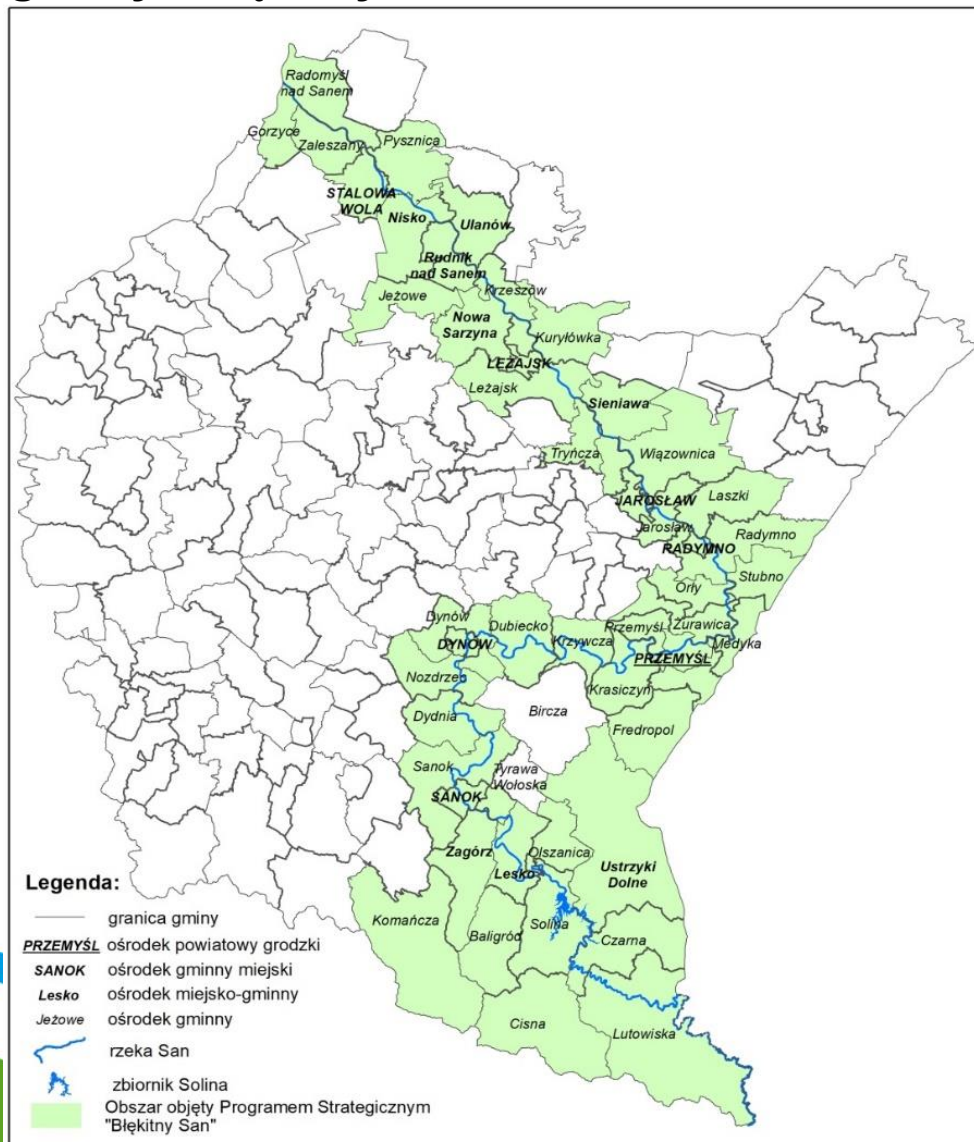 Radomyśl
nad Sanem
Gorzyce
Zaleszany
Pysznica
STALOWA
WOLA
Nisko
Ulanów
Rudnik
nad Sanem
Krzeszów
Jeżowe
Nowa
Sarzyna
Kuryłówka
LEŻAJSK
Leżajsk
Sieniawa
Tryńcza
Wiązownica
JAROSŁAW
Laszki
Jarosław
RADYMNO
Radymno
Stubno
Orły
Dynów
DYNÓW
Dubiecko
Krzywcza
Przemyśl
Żurawica
Medyka
PRZEMYŚL
Nozdrzec
Krasiczyn
Bircza
Dydnia
Fredropol
Sanok
Tyrawa
Wołoska
SANOK
Zagórz
Olszanica
Lesko
Ustrzyki
Dolne
Komańcza
Baligród
Solina
Czarna
Cisna
Lutowiska
Legenda:
granica gminy
PRZEMYŚL ośrodek powiatowy grodzki
SANOK ośrodek gminny miejski
Lesko ośrodek miejsko-gminny
Jeżowe ośrodek gminny
rzeka San
zbiornik Solina
Obszar objęty Programem Strategicznym
"Błękitny San"